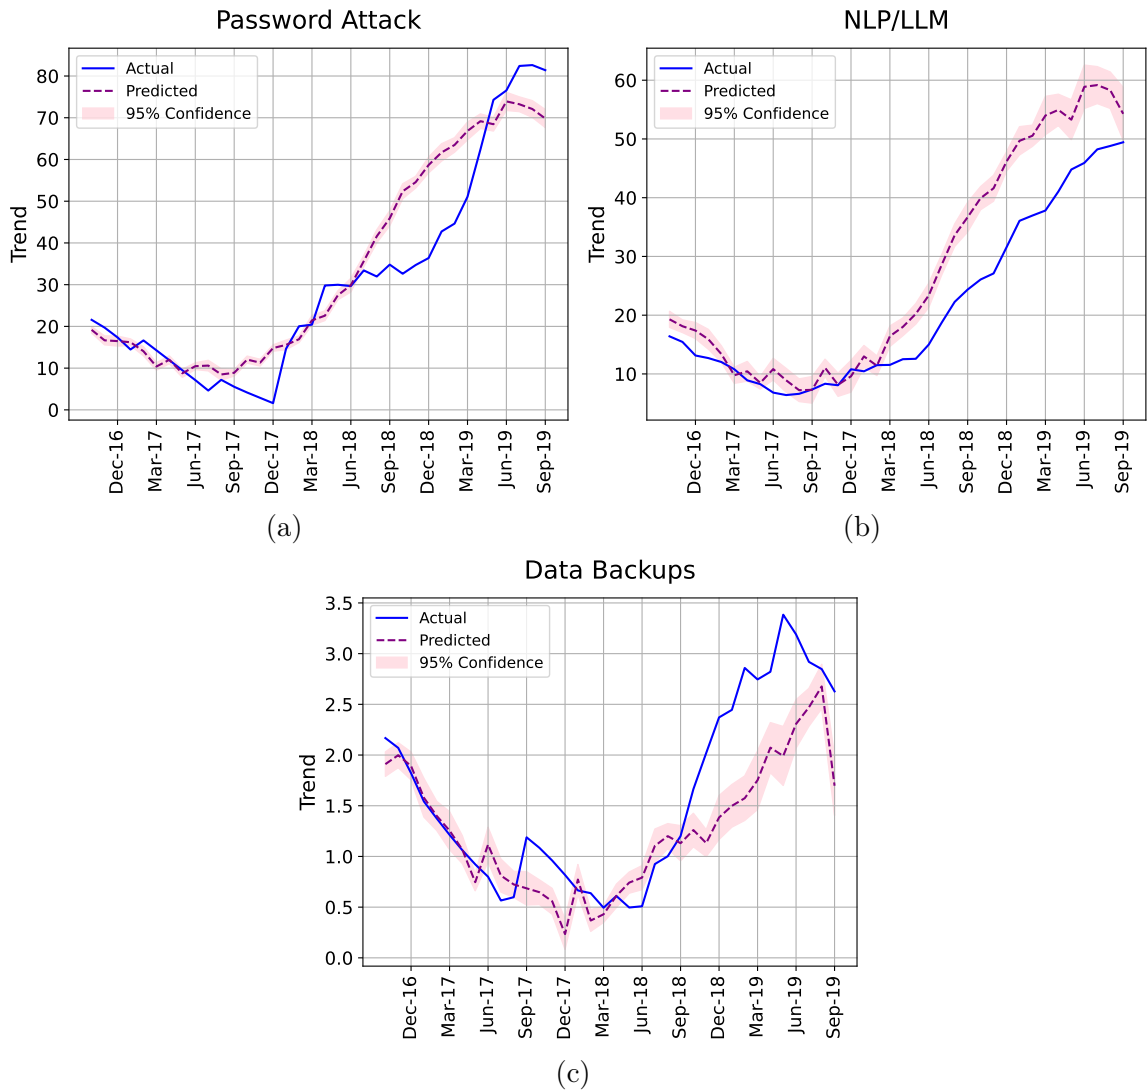 Password Attack
Actual
Predicted
95% Confidence
Trend
80
70
60
50
40
30
20
10
0
Dec-16
Mar-17
Jun-17
Sep-17
Dec-17
Mar-18
Jun-18
Sep-18
Dec-18
Mar-19
Jun-19
Sep-19
(a)
NLP/LLM
Actual
Predicted
95% Confidence
Trend
60
50
40
30
20
10
Dec-16
Mar-17
Jun-17
Sep-17
Dec-17
Mar-18
Jun-18
Sep-18
Dec-18
Mar-19
Jun-19
Sep-19
(b)
Data Backups
Actual
Predicted
95% Confidence
Trend
3.5
3.0
2.5
2.0
1.5
1.0
0.5
0.0
Dec-16
Mar-17
Jun-17
Sep-17
Dec-17
Mar-18
Jun-18
Sep-18
Dec-18
Mar-19
Jun-19
Sep-19
(c)